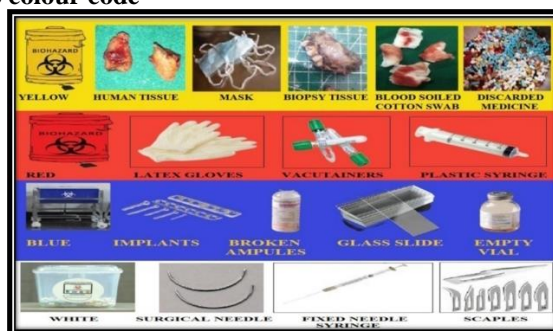 colour code
BIOHAZARD
YELLOW
HUMAN TISSUE
MASK
BIOPSY TISSUE
BLOOD SOILED
COTTON SWAB
DISCARDED
MEDICINE
BIOHAZARD
RED
LATEX GLOVES
VACUTAINERS
PLASTIC SYRINGE
BLUE
IMPLANTS
BROKEN
AMPULES
GLASS SLIDE
EMPTY
VIAL
WHITE
SURGICAL NEEDLE
FIXED NEEDLE
SYRINGE
SCAPLES